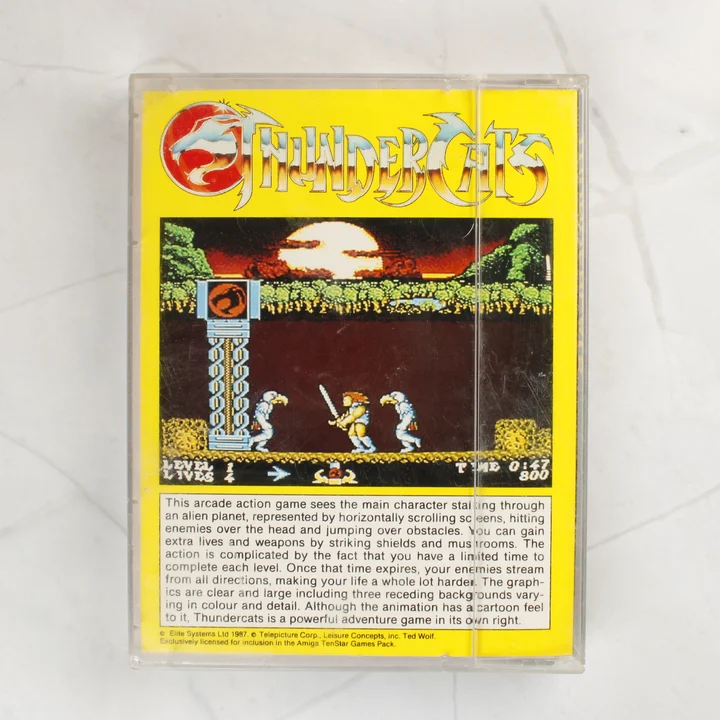 THUNDERCATS
LEVEL 1
LIVES 4
TIME 0:47
800
This arcade action game sees the main character stalking through
an alien planet, represented by horizontally scrolling screens, hitting
enemies over the head and jumping over obstacles. You can gain
extra lives and weapons by striking shields and mushrooms. The
action is complicated by the fact that you have a limited time to
complete each level. Once that time expires, your enemies stream
from all directions, making your life a whole lot harder. The graph-
ics are clear and large including three receding backgrounds vary-
ing in colour and detail. Although the animation has a cartoon feel
to it, Thundercats is a powerful adventure game in its own right.
© Elite Systems Ltd 1987. © Telepicture Corp., Leisure Concepts, inc. Ted Wolf.
Exclusively licensed for inclusion in the Amiga TenStar Games Pack.